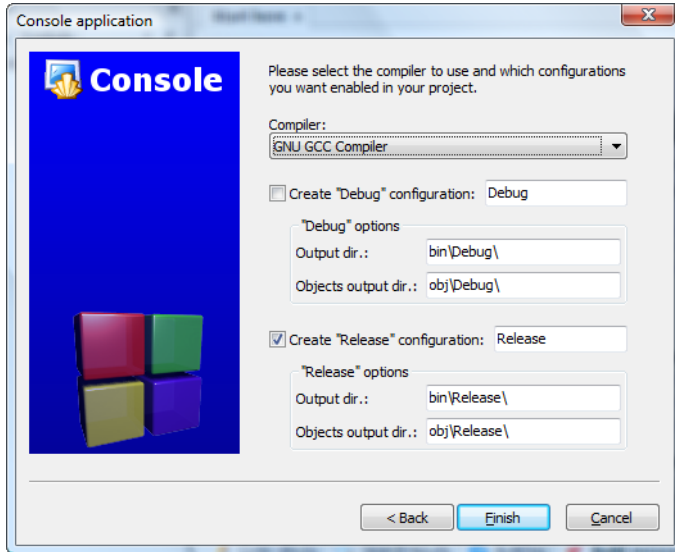 Console application
Console
Please select the compiler to use and which configurations
you want enabled in your project.
Compiler:
GNU GCC Compiler
Create "Debug" configuration: Debug
"Debug" options
Output dir.: bin\Debug\
Objects output dir.: obj\Debug\
Create "Release" configuration: Release
"Release" options
Output dir.: bin\Release\
Objects output dir.: obj\Release\
< Back Finish Cancel